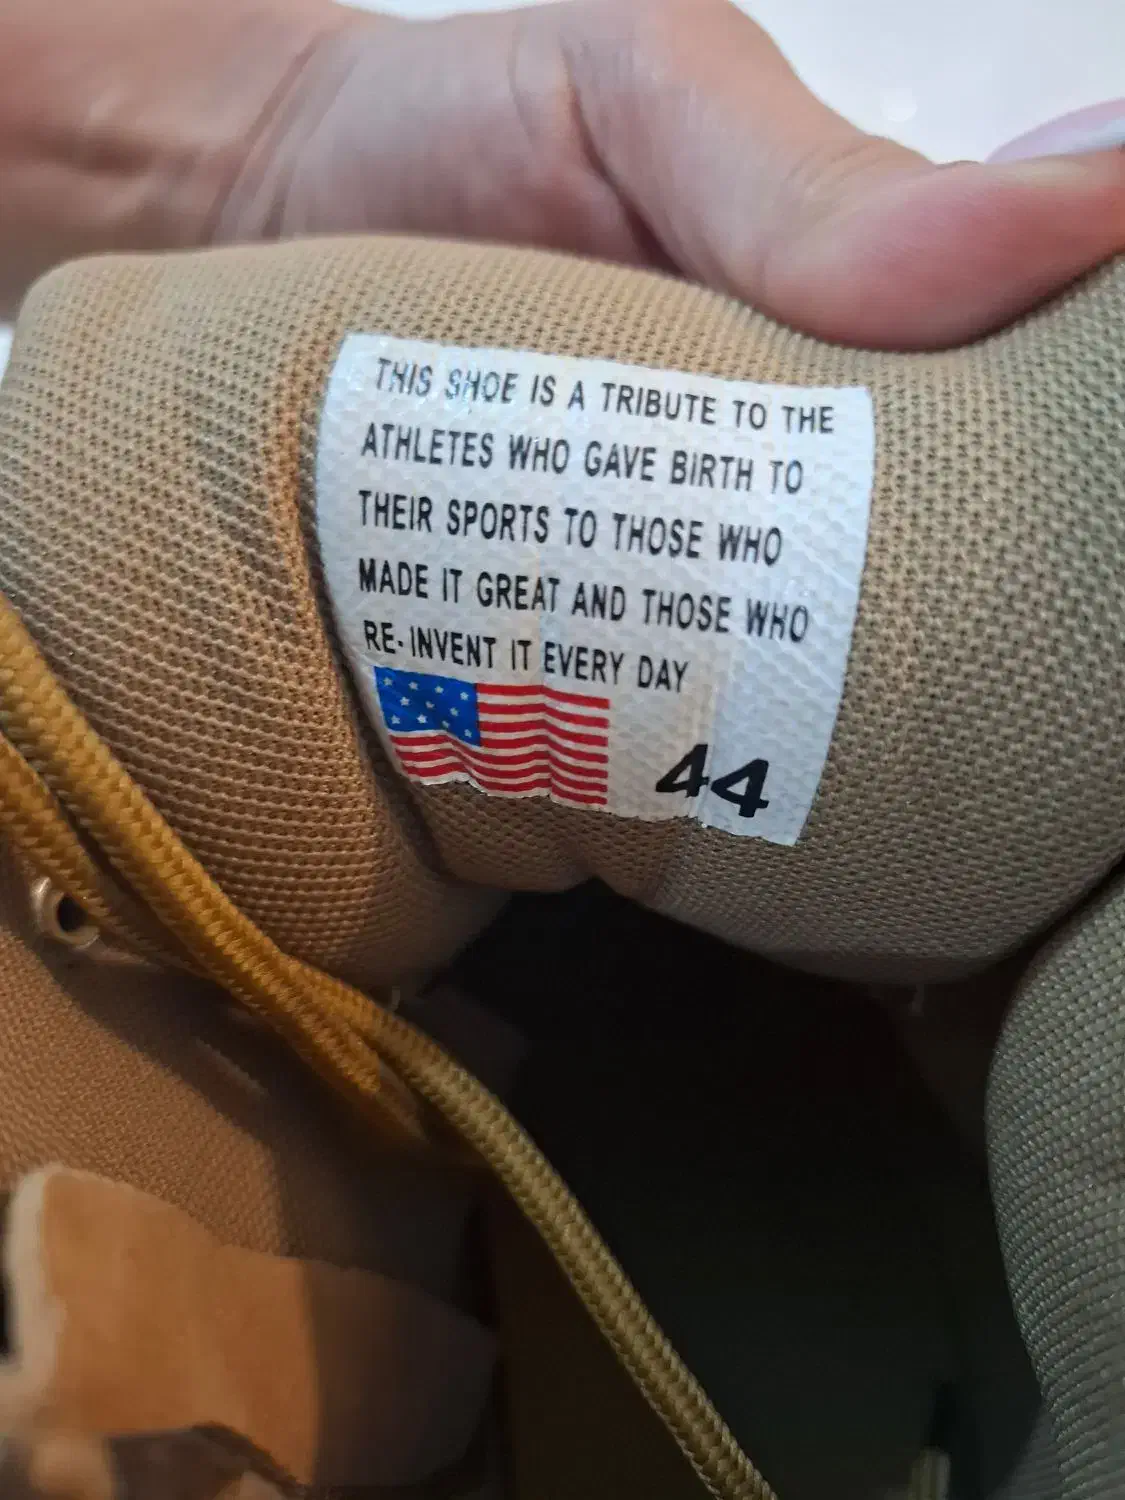 THIS SHOE IS A TRIBUTE TO THE
ATHLETES WHO GAVE BIRTH TO
THEIR SPORTS TO THOSE WHO
MADE IT GREAT AND THOSE WHO
RE-INVENT IT EVERY DAY
44